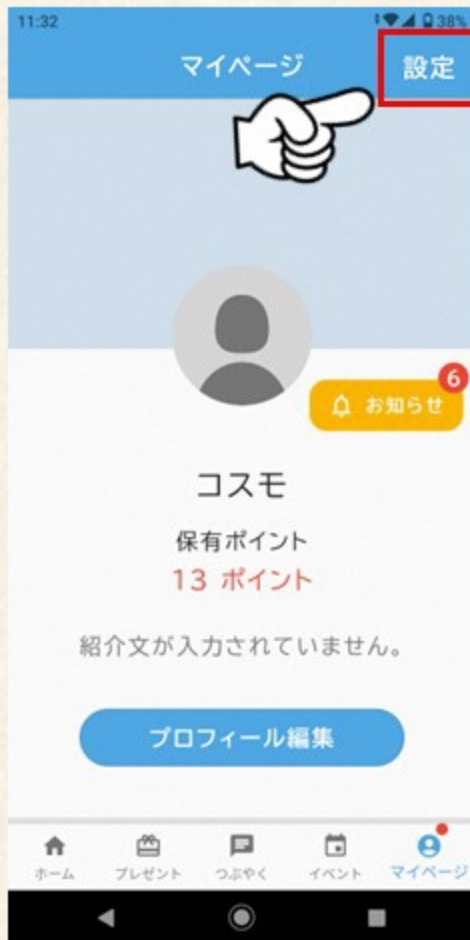 11:32
38%
マイページ
設定
6
お知らせ
コスモ
保有ポイント
13 ポイント
紹介文が入力されていません。
プロフィール編集
ホーム
プレゼント
つぶやく
イベント
マイページ